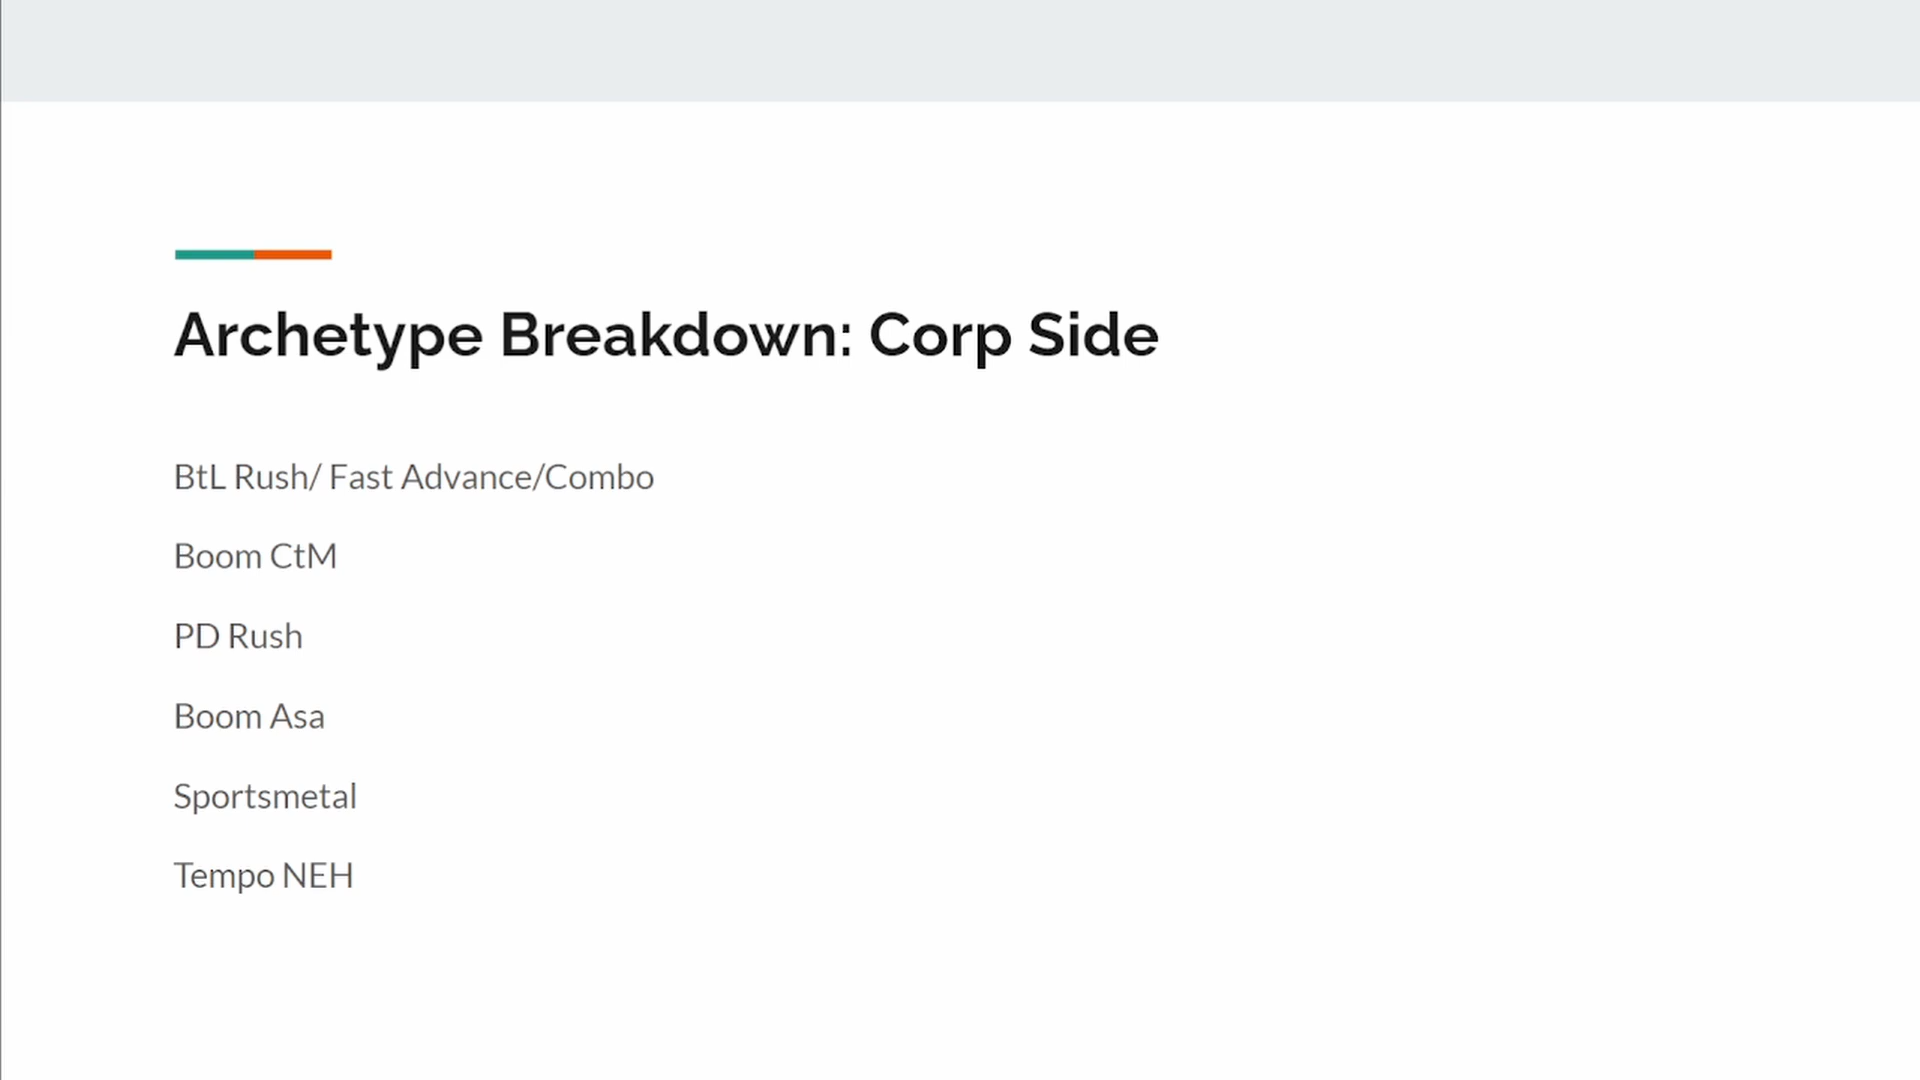 Archetype Breakdown: Corp Side
BtL Rush/ Fast Advance/Combo
Boom CtM
PD Rush
Boom Asa
Sportsmetal
Tempo NEH